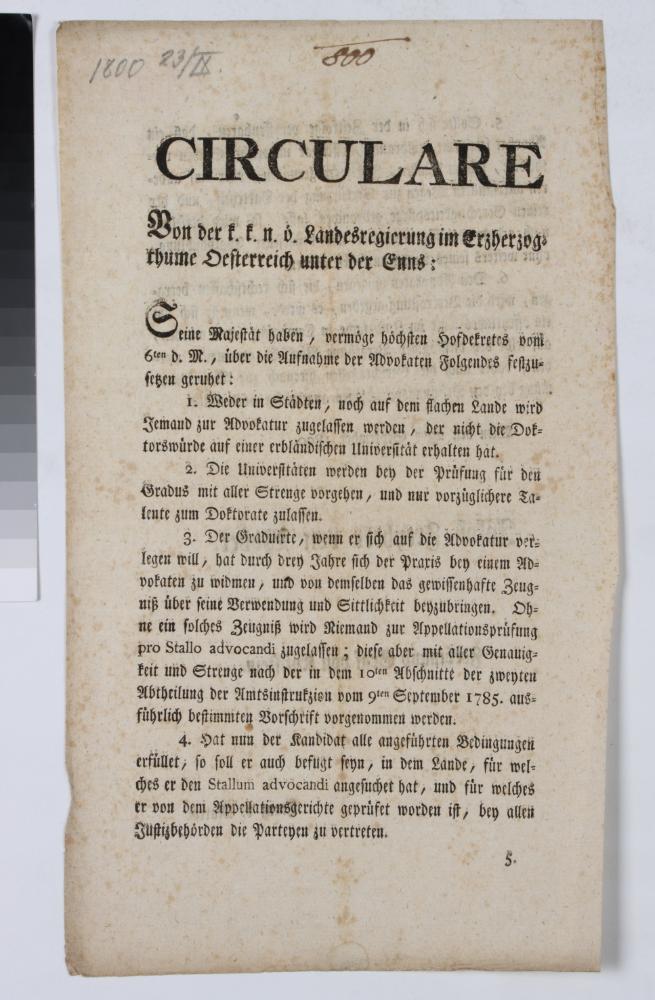 1800 23/IX.
800
CIRCULARE
Von der k. k. n. ö. Landesregierung im Erzherzog-
thume Oesterreich unter der Enns:
Seine Majestät haben, vermöge höchsten Hofdekretes vom
6ten d. M., über die Aufnahme der Advokaten Folgendes festzu-
setzen geruhet:
1. Weder in Städten, noch auf dem flachen Lande wird
Jemand zur Advokatur zugelassen werden, der nicht die Dok-
torswürde auf einer erbländischen Universität erhalten hat.
2. Die Universitäten werden bey der Prüfung für den
Gradus mit aller Strenge vorgehen, und nur vorzüglichere Ta-
lente zum Doktorate zulassen.
3. Der Graduirte, wenn er sich auf die Advokatur ver-
legen will, hat durch drey Jahre sich der Praxis bey einem Ad-
vokaten zu widmen, und von demselben das gewissenhafte Zeug-
niß über seine Verwendung und Sittlichkeit beyzubringen. Oh-
ne ein solches Zeugniß wird Niemand zur Appellationsprüfung
pro Stallo advocandi zugelassen; diese aber mit aller Genauig-
keit und Strenge nach der in dem 10ten Abschnitte der zweyten
Abtheilung der Amtsinstrukzion vom 9ten September 1785. aus-
führlich bestimmten Vorschrift vorgenommen werden.
4. Hat nun der Kandidat alle angeführten Bedingungen
erfüllet, so soll er auch befugt seyn, in dem Lande, für wel-
ches er den Stallum advocandi angesuchet hat, und für welches
er von dem Appellationsgerichte geprüfet worden ist, bey allen
Justizbehörden die Parteyen zu vertreten.
5.